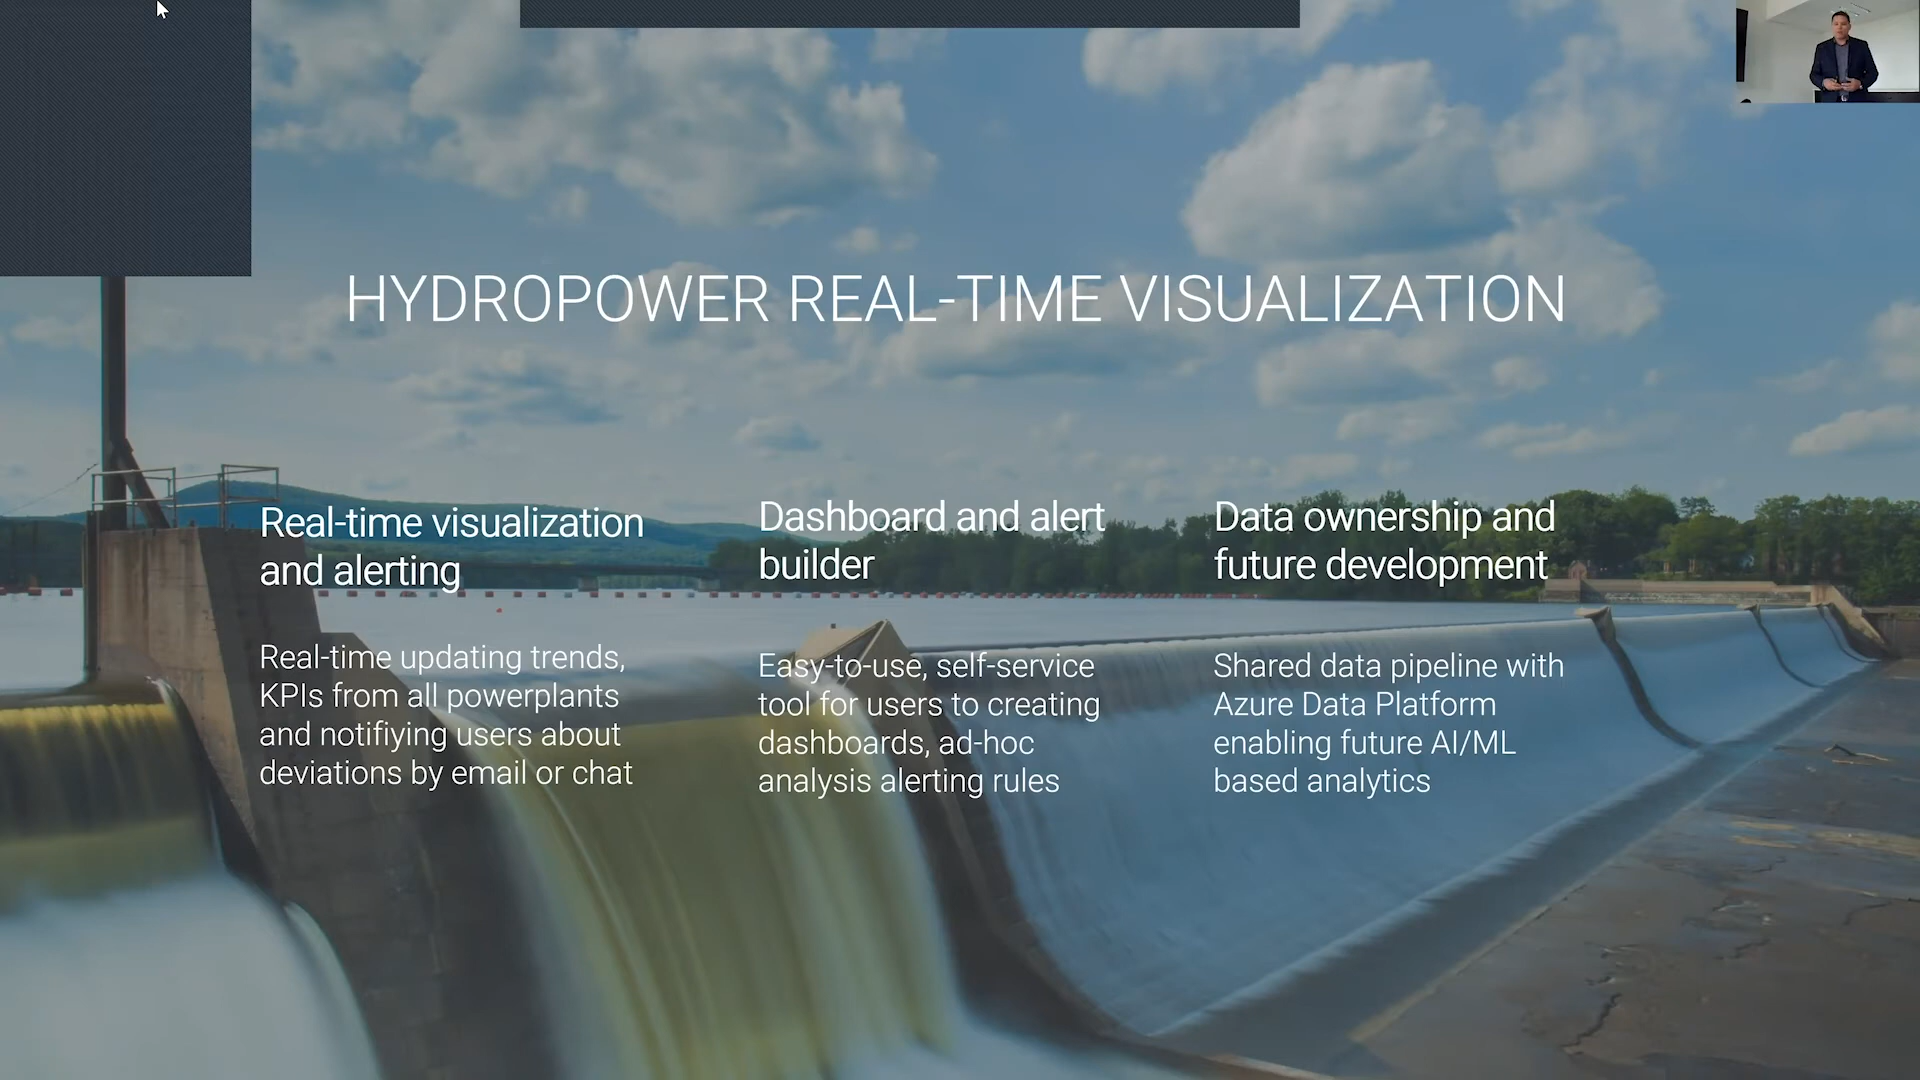 HYDROPOWER REAL-TIME VISUALIZATION
Real-time visualization
and alerting
Real-time updating trends,
KPIs from all powerplants
and notifiying users about
deviations by email or chat
Dashboard and alert
builder
Easy-to-use, self-service
tool for users to creating
dashboards, ad-hoc
analysis alerting rules
Data ownership and
future development
Shared data pipeline with
Azure Data Platform
enabling future AI/ML
based analytics